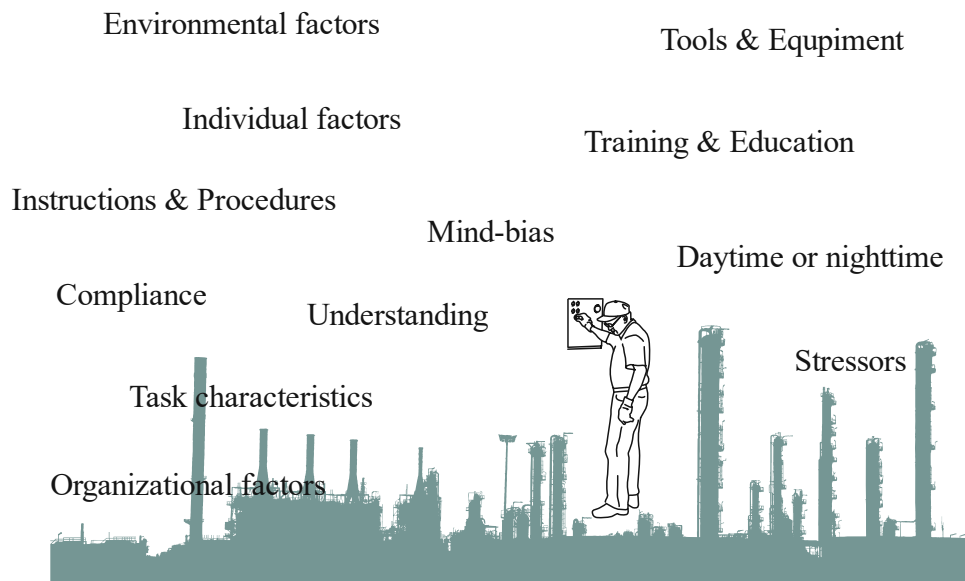 Environmental factors
Tools & Equpiment
Individual factors
Training & Education
Instructions & Procedures
Mind-bias
Daytime or nighttime
Compliance
Understanding
Stressors
Task characteristics
Organizational factors